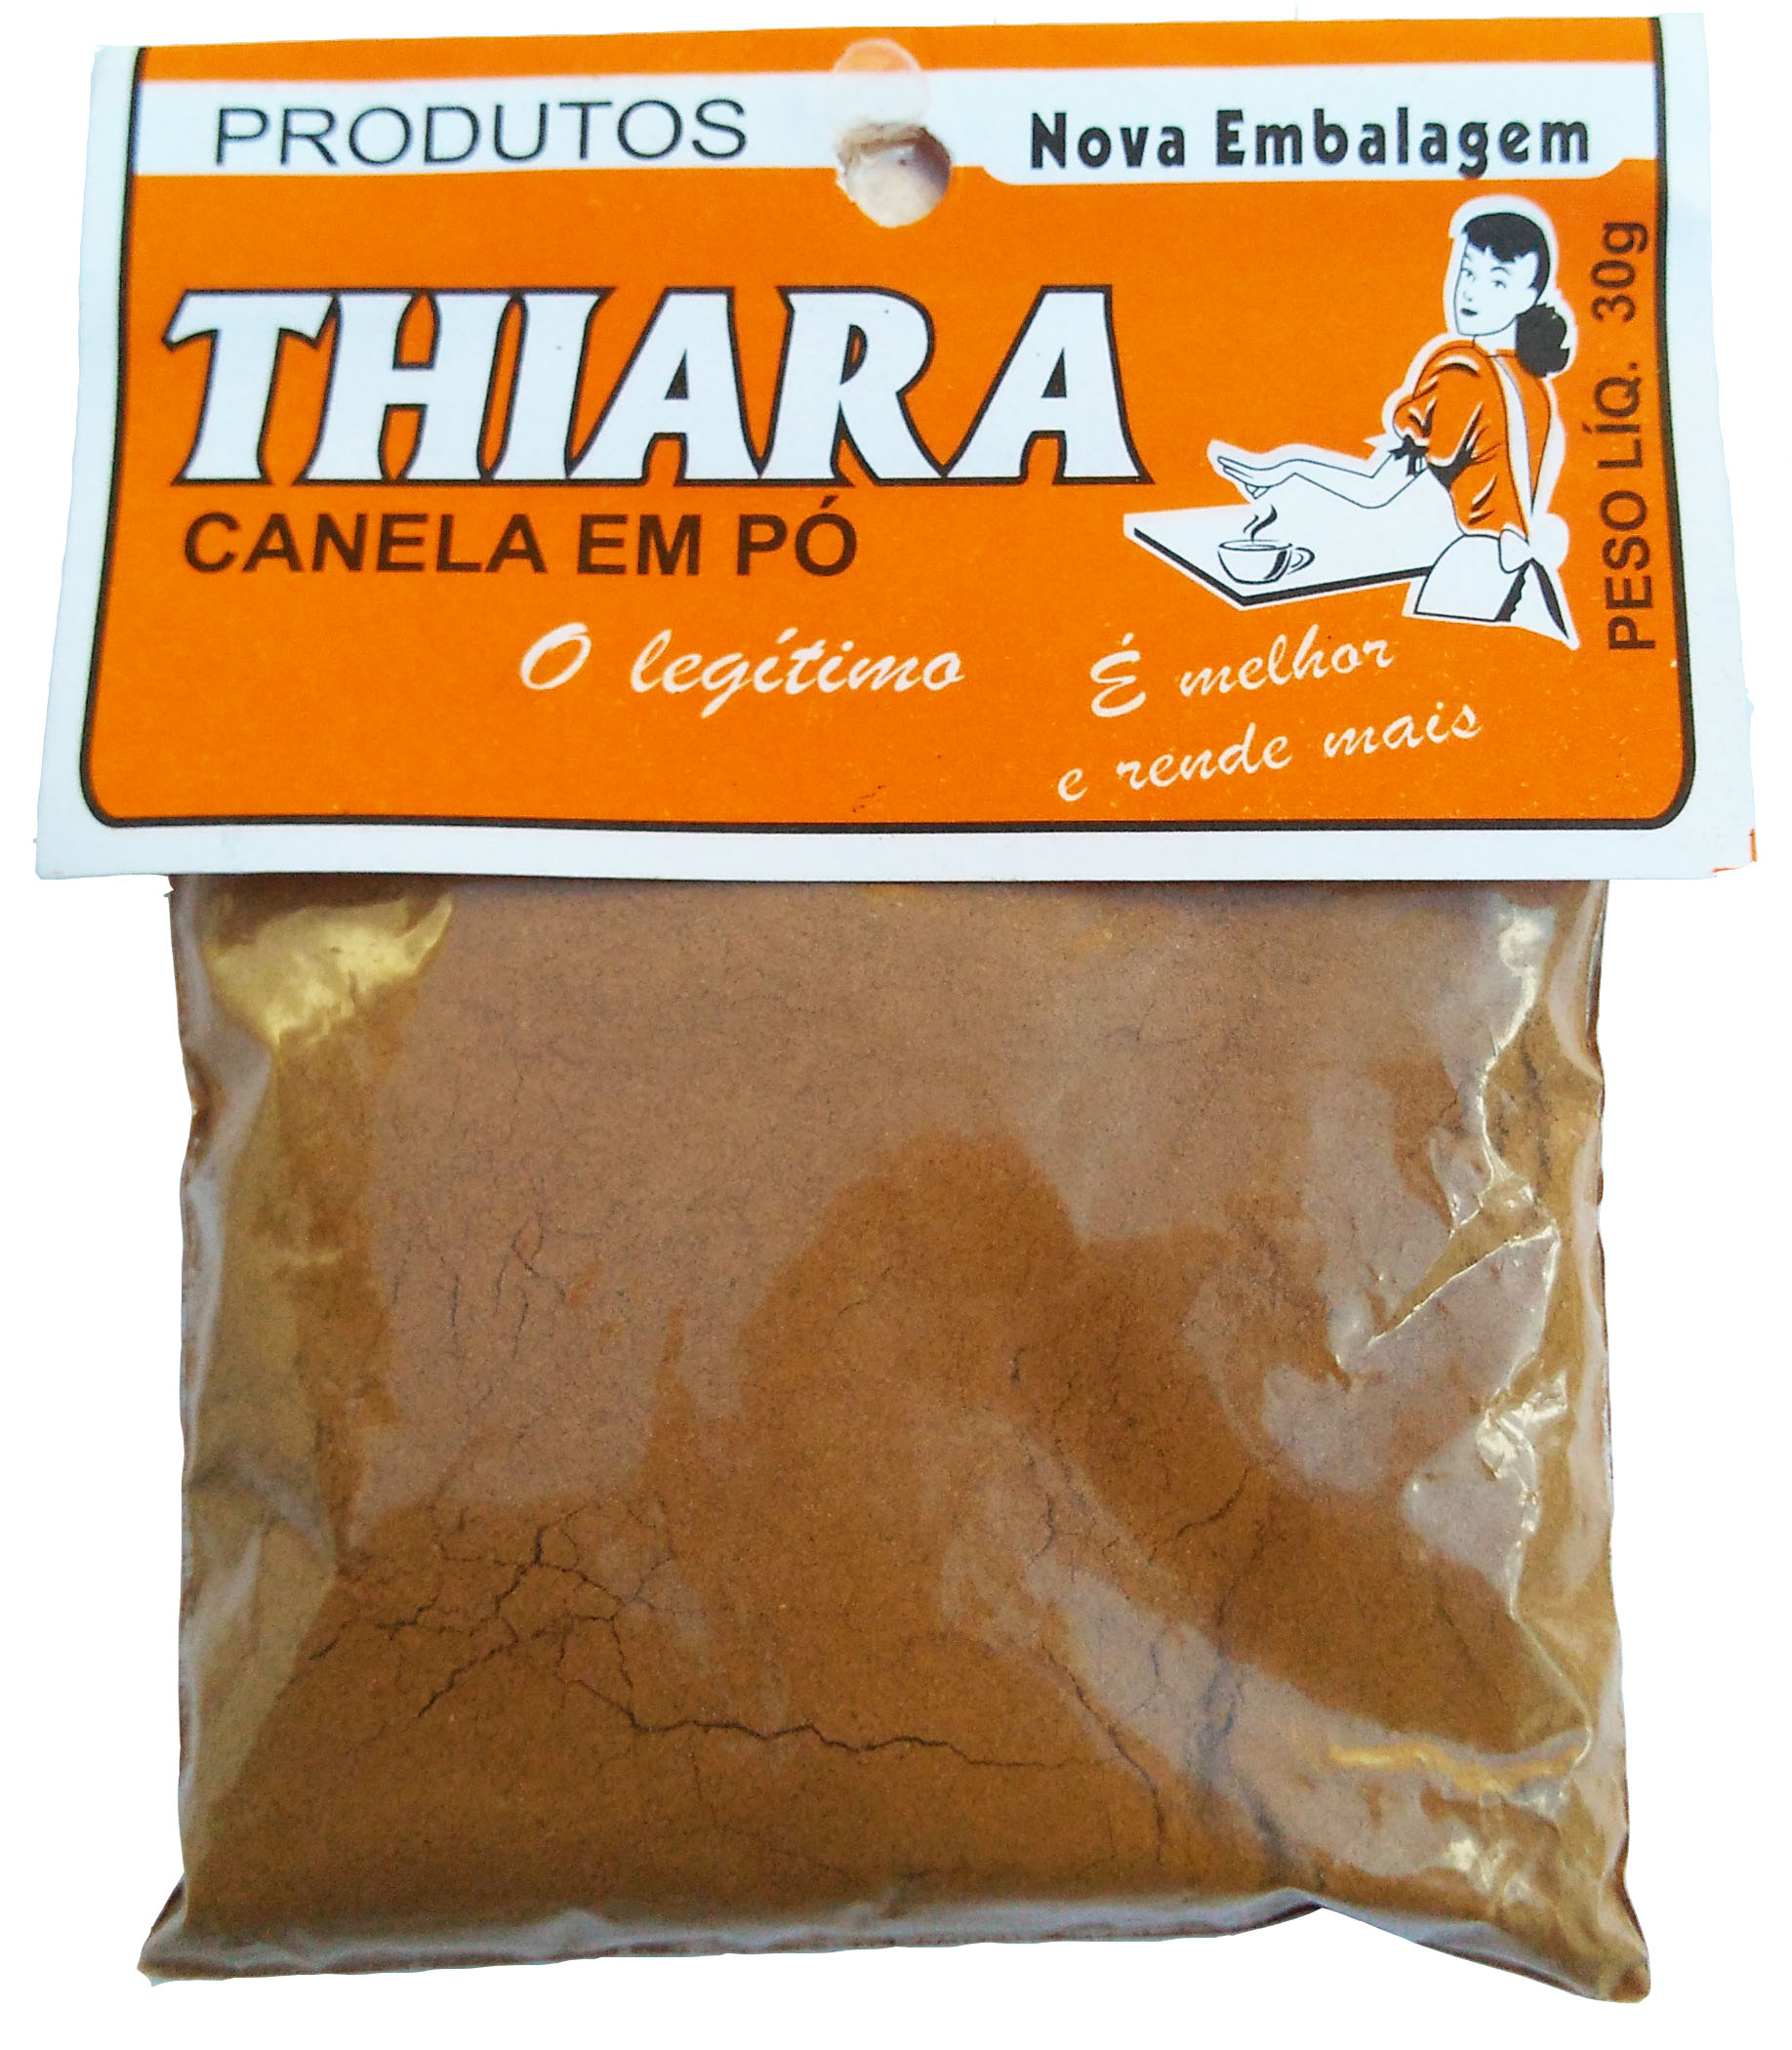 PRODUTOS
Nova Embalagem
THIARA
CANELA EM PÓ
O legítimo
É melhor
e rende mais
PESO LÍQ. 30g